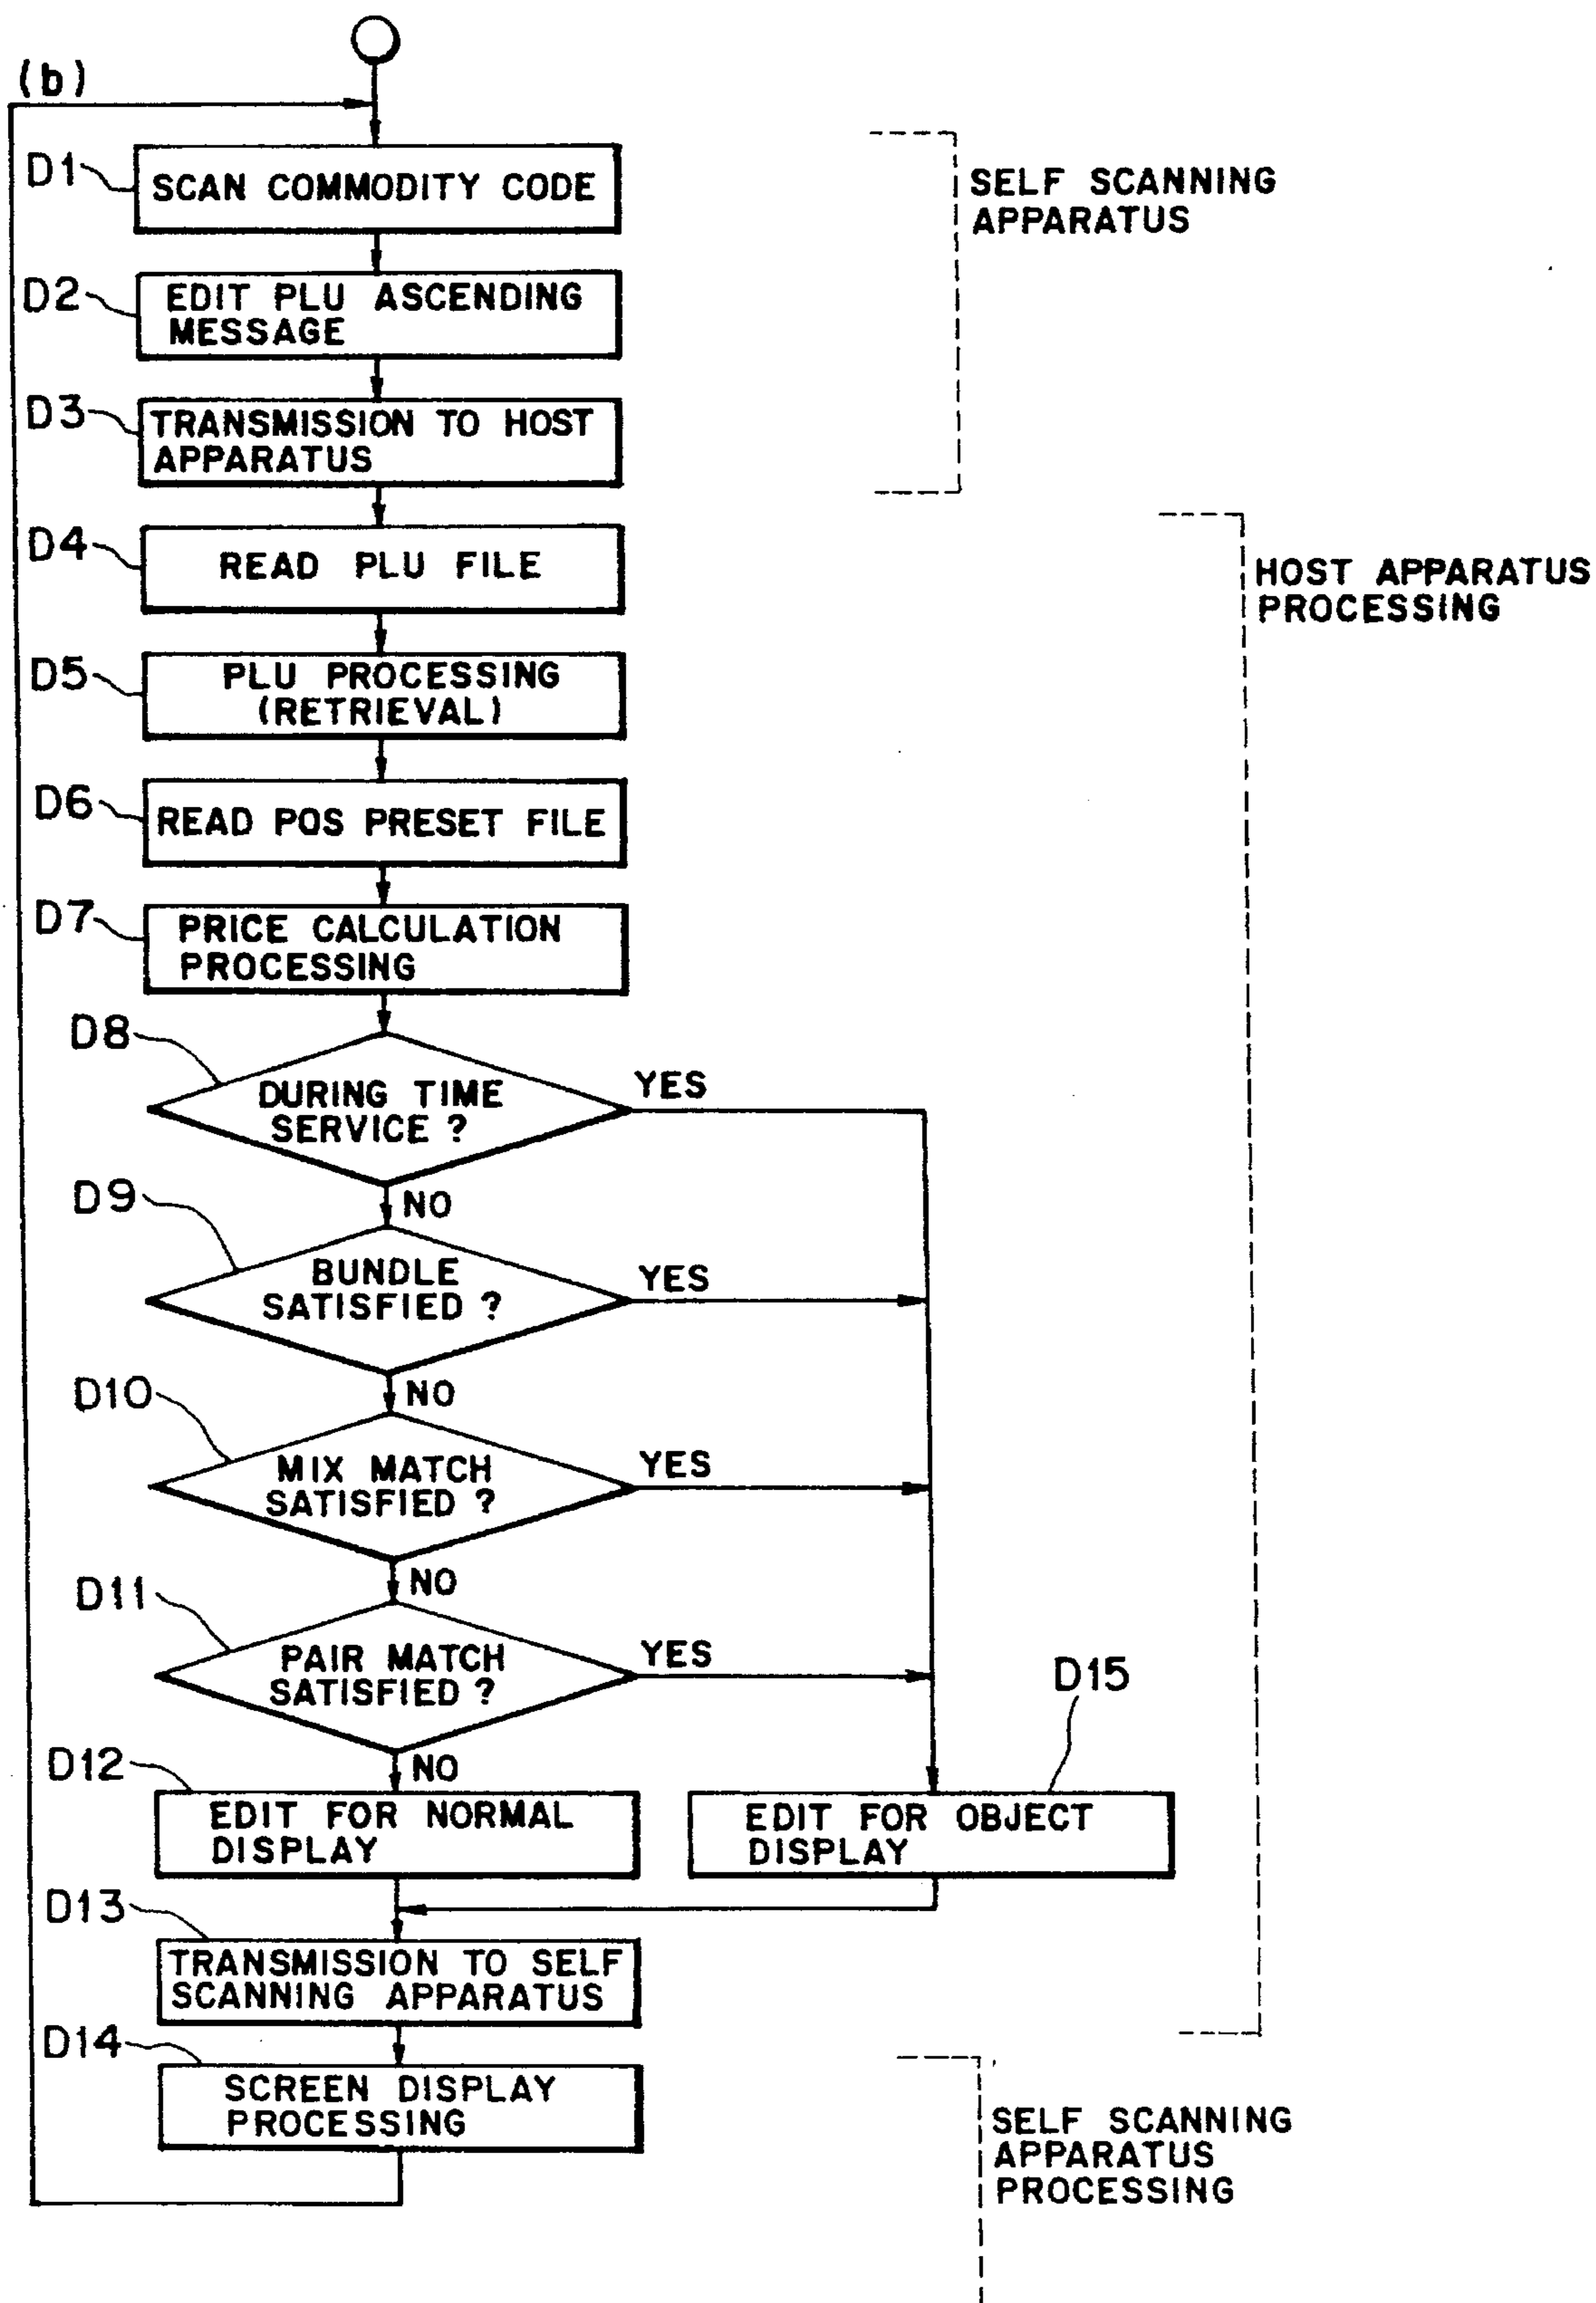 (b)
D1
SCAN COMMODITY CODE
SELF SCANNING
APPARATUS
D2
EDIT PLU ASCENDING
MESSAGE
D3
TRANSMISSION TO HOST
APPARATUS
D4
READ PLU FILE
HOST APPARATUS
PROCESSING
D5
PLU PROCESSING
(RETRIEVAL)
D6
READ POS PRESET FILE
D7
PRICE CALCULATION
PROCESSING
D8
DURING TIME
SERVICE ?
YES
NO
D9
BUNDLE
SATISFIED ?
YES
NO
D10
MIX MATCH
SATISFIED ?
YES
NO
D11
PAIR MATCH
SATISFIED ?
YES
NO
D12
EDIT FOR NORMAL
DISPLAY
D15
EDIT FOR OBJECT
DISPLAY
D13
TRANSMISSION TO SELF
SCANNING APPARATUS
D14
SCREEN DISPLAY
PROCESSING
SELF SCANNING
APPARATUS
PROCESSING